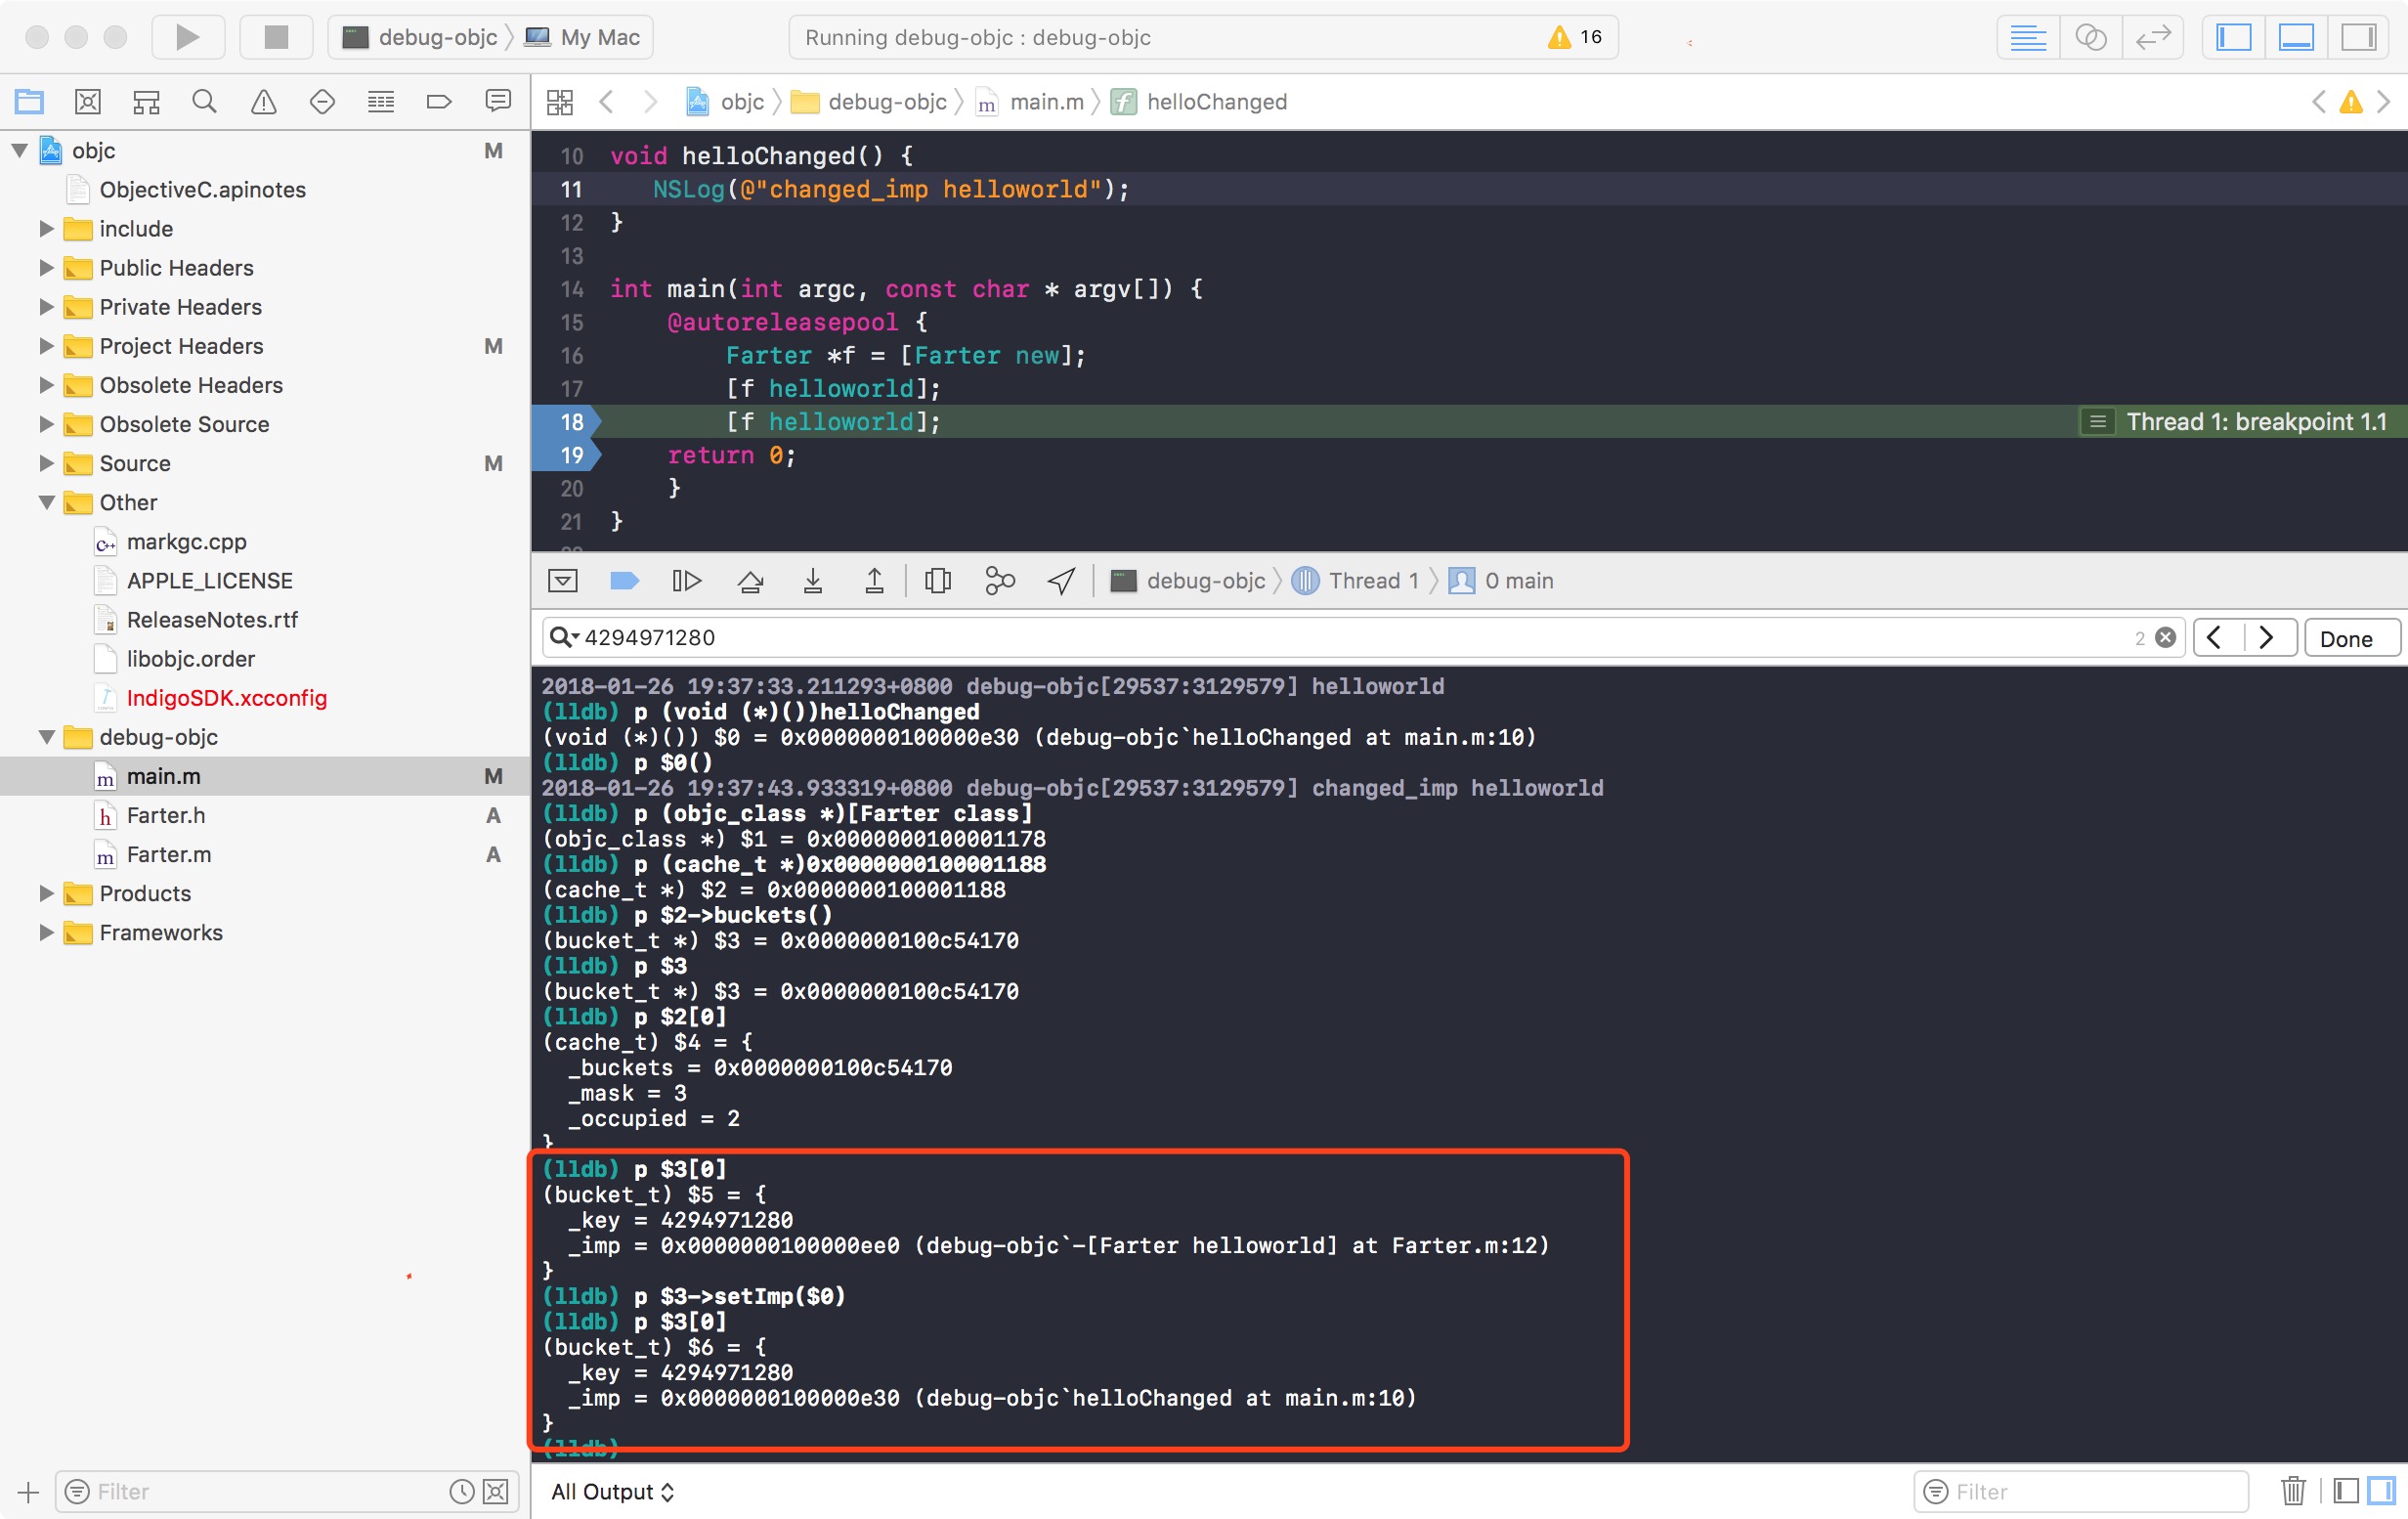 debug-objc My Mac
Running debug-objc : debug-objc
16
objc
M
ObjectiveC.apinotes
include
Public Headers
Private Headers
Project Headers
M
Obsolete Headers
Obsolete Source
Source
M
Other
markgc.cpp
APPLE_LICENSE
ReleaseNotes.rtf
libobjc.order
IndigoSDK.xcconfig
debug-objc
main.m
M
Farter.h
A
Farter.m
A
Products
Frameworks
Filter
objc debug-objc main.m helloChanged
10 void helloChanged() {
11 NSLog(@"changed_imp helloworld");
12 }
13
14 int main(int argc, const char * argv[]) {
15 @autoreleasepool {
16 Farter *f = [Farter new];
17 [f helloworld];
18 [f helloworld];
Thread 1: breakpoint 1.1
19 return 0;
20 }
21 }
debug-objc Thread 1 0 main
4294971280
2
Done
2018-01-26 19:37:33.211293+0800 debug-objc[29537:3129579] helloworld
(lldb) p (void (*)())helloChanged
(void (*)()) $0 = 0x0000000100000e30 (debug-objc`helloChanged at main.m:10)
(lldb) p $0()
2018-01-26 19:37:43.933319+0800 debug-objc[29537:3129579] changed_imp helloworld
(lldb) p (objc_class *)[Farter class]
(objc_class *) $1 = 0x0000000100001178
(lldb) p (cache_t *)0x0000000100001188
(cache_t *) $2 = 0x0000000100001188
(lldb) p $2->buckets()
(bucket_t *) $3 = 0x0000000100c54170
(lldb) p $3
(bucket_t *) $3 = 0x0000000100c54170
(lldb) p $2[0]
(cache_t) $4 = {
_buckets = 0x0000000100c54170
_mask = 3
_occupied = 2
}
(lldb) p $3[0]
(bucket_t) $5 = {
_key = 4294971280
_imp = 0x0000000100000ee0 (debug-objc`-[Farter helloworld] at Farter.m:12)
}
(lldb) p $3->setImp($0)
(lldb) p $3[0]
(bucket_t) $6 = {
_key = 4294971280
_imp = 0x0000000100000e30 (debug-objc`helloChanged at main.m:10)
}
(lldb)
All Output
Filter